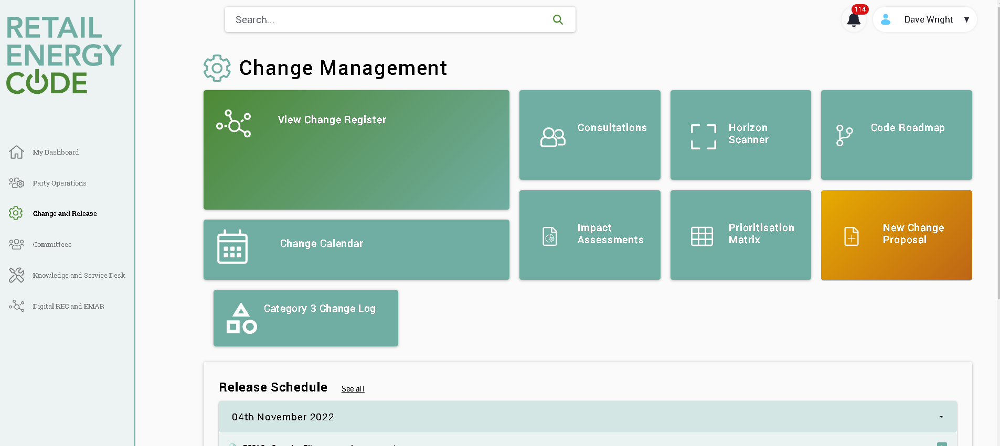 RETAIL
ENERGY
CODE
Search...
114
Dave Wright
My Dashboard
Party Operations
Change and Release
Committees
Knowledge and Service Desk
Digital REC and EMAR
Change Management
View Change Register
Consultations
Horizon
Scanner
Code Roadmap
Change Calendar
Impact
Assessments
Prioritisation
Matrix
New Change
Proposal
Category 3 Change Log
Release Schedule
See all
04th November 2022